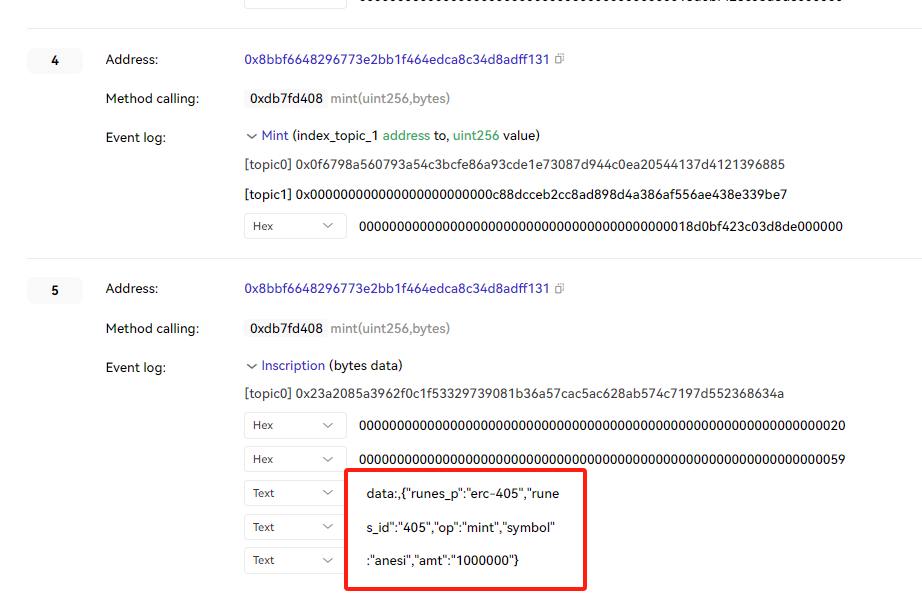 4
Address:
0x8bbf6648296773e2bb1f464edca8c34d8adff131
Method calling:
0xdb7fd408 mint(uint256,bytes)
Event log:
Mint (index_topic_1 address to, uint256 value)
[topic0] 0x0f6798a560793a54c3bcfe86a93cde1e73087d944c0ea20544137d4121396885
[topic1] 0x000000000000000000000000c88dcceb2cc8ad898d4a386af556ae438e339be7
Hex
000000000000000000000000000000000000000000018d0bf423c03d8de000000
5
Address:
0x8bbf6648296773e2bb1f464edca8c34d8adff131
Method calling:
0xdb7fd408 mint(uint256,bytes)
Event log:
Inscription (bytes data)
[topic0] 0x23a2085a3962f0c1f53329739081b36a57cac5ac628ab574c7197d552368634a
Hex
0000000000000000000000000000000000000000000000000000000000000020
Hex
0000000000000000000000000000000000000000000000000000000000000059
Text
data:,{"runes_p":"erc-405","rune
Text
s_id":"405","op":"mint","symbol"
Text
:"anesi","amt":"1000000"}